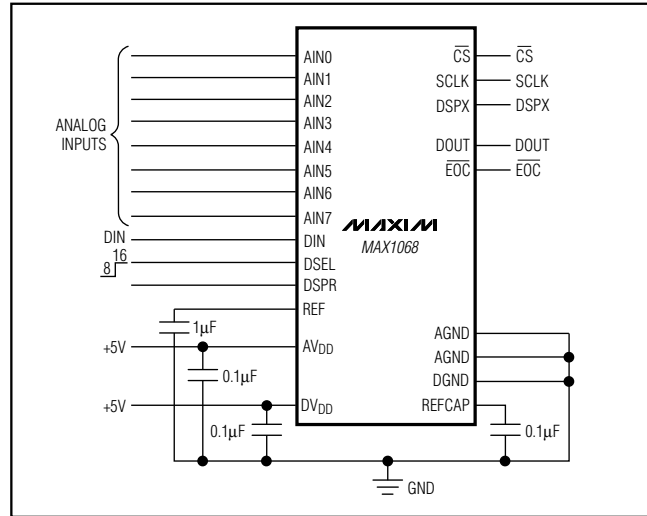 ANALOG
INPUTS
AIN0
AIN1
AIN2
AIN3
AIN4
AIN5
AIN6
AIN7
DIN DIN
16
8 DSEL
DSPR
REF
1µF
+5V AVDD
0.1µF
+5V DVDD
0.1µF
MAXIM
MAX1068
CS CS
SCLK SCLK
DSPX DSPX
DOUT DOUT
EOC EOC
AGND
AGND
DGND
REFCAP
0.1µF
GND